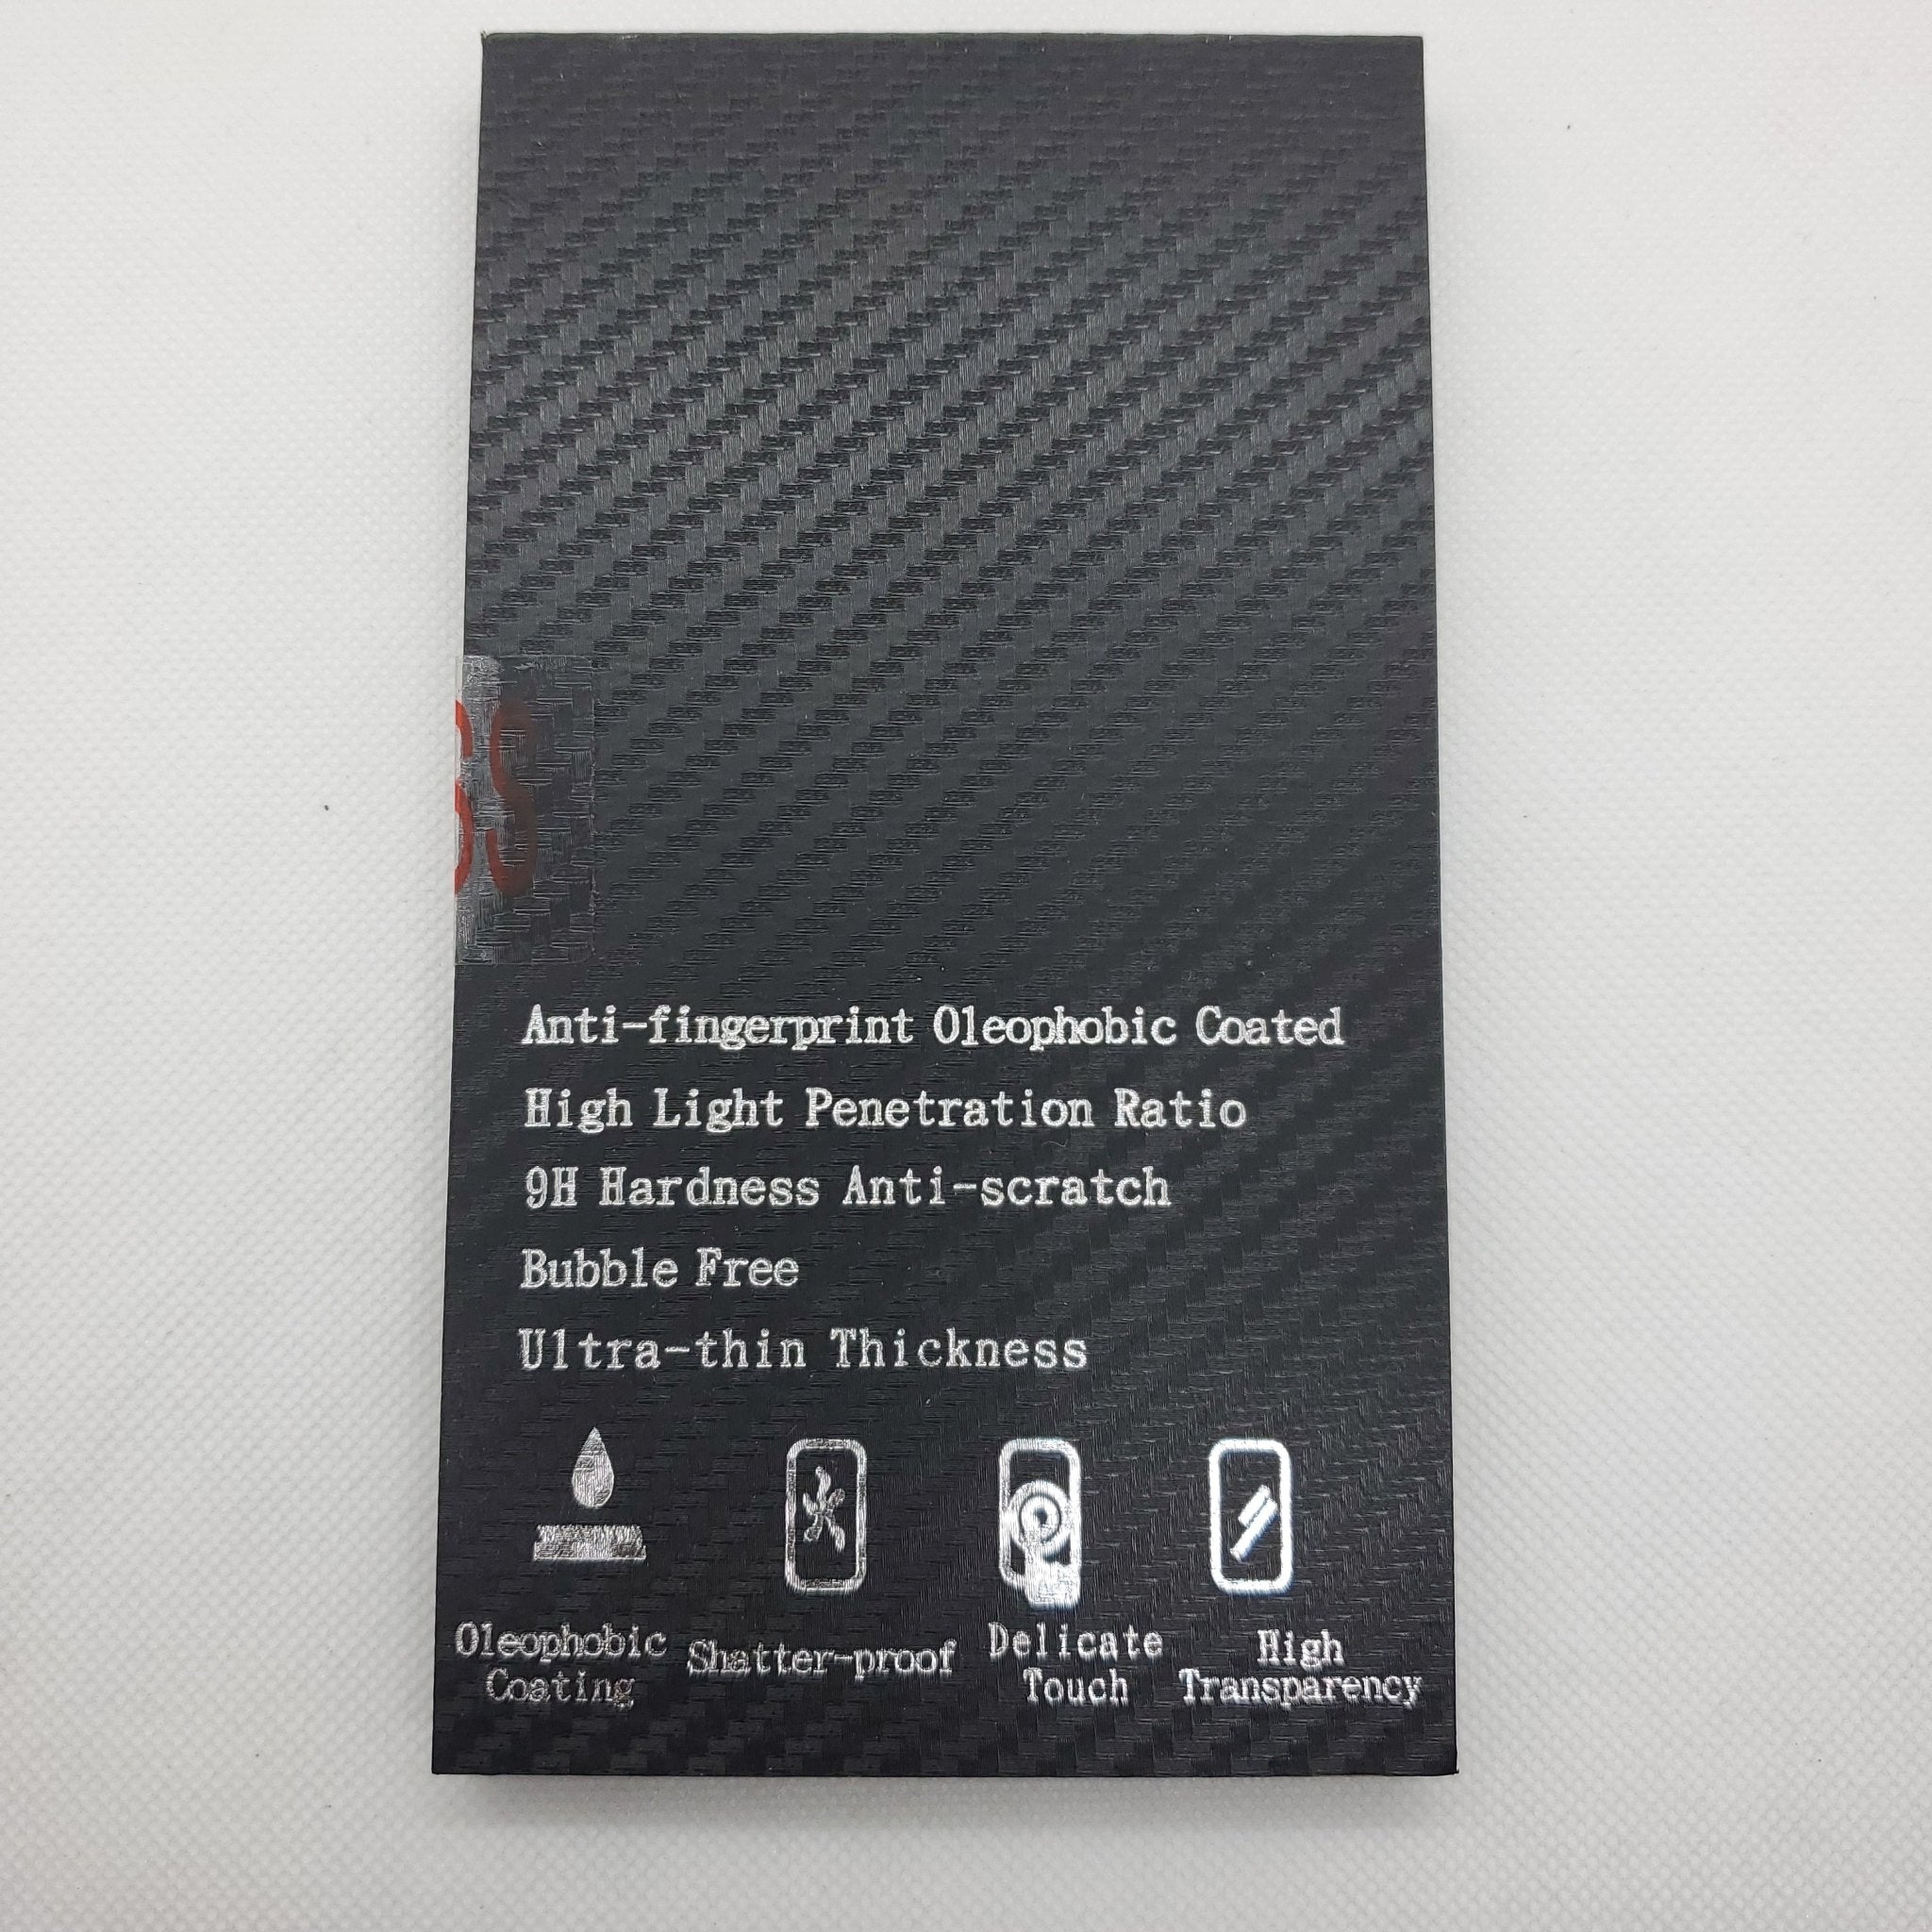 Anti-fingerprint Oleophobic Coated
High Light Penetration Ratio
9H Hardness Anti-scratch
Bubble Free
Ultra-thin Thickness
Oleophobic
Coating
Shatter-proof
Delicate
Touch
High
Transparency